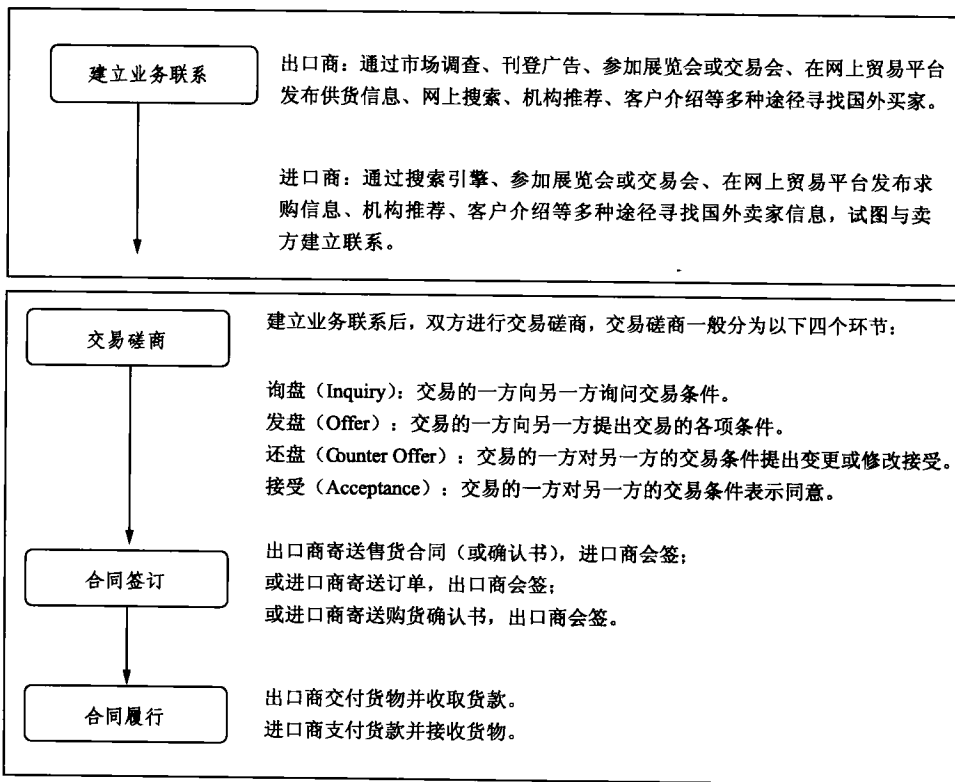 建立业务联系
出口商：通过市场调查、刊登广告、参加展览会或交易会、在网上贸易平台
发布供货信息、网上搜索、机构推荐、客户介绍等多种途径寻找国外买家。
进口商：通过搜索引擎、参加展览会或交易会、在网上贸易平台发布求
购信息、机构推荐、客户介绍等多种途径寻找国外卖家信息，试图与卖
方建立联系。
交易磋商
建立业务联系后，双方进行交易磋商，交易磋商一般分为以下四个环节：
询盘（Inquiry）：交易的一方向另一方询问交易条件。
发盘（Offer）：交易的一方向另一方提出交易的各项条件。
还盘（Counter Offer）：交易的一方对另一方的交易条件提出变更或修改接受。
接受（Acceptance）：交易的一方对另一方的交易条件表示同意。
合同签订
出口商寄送售货合同（或确认书），进口商会签；
或进口商寄送订单，出口商会签；
或进口商寄送购货确认书，出口商会签。
合同履行
出口商交付货物并收取货款。
进口商支付货款并接收货物。